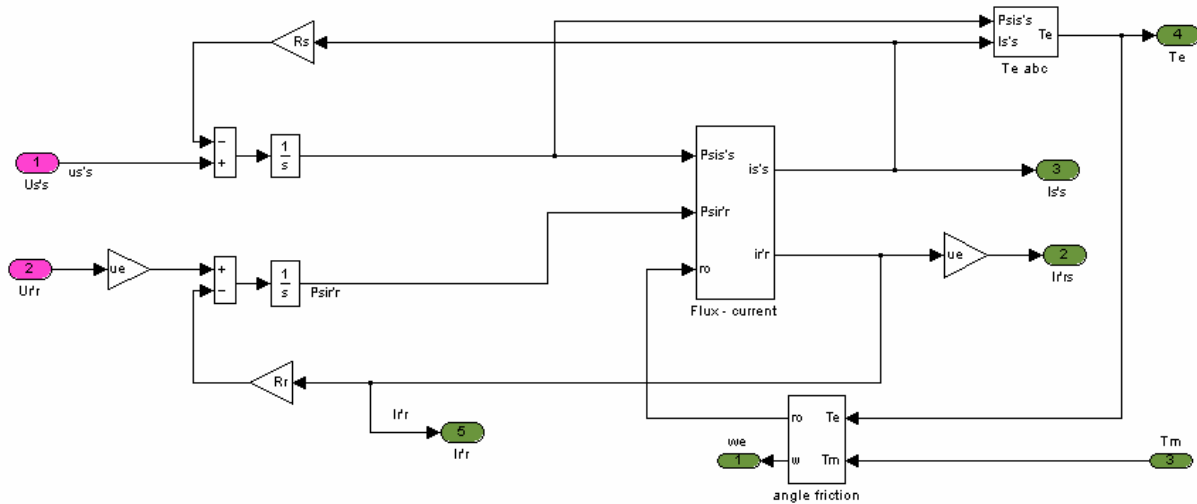 Psis's
Te
Is's
Te abc
4
Te
Rs
−
+
1
s
1
Us's
us's
Psis's
is's
Psir'r
ir'r
ro
Flux - current
3
Is's
2
Ur'r
ue
+
−
1
s
Psir'r
ue
2
Ir'rs
Rr
Ir'r
5
Ir'r
ro
Te
w
Tm
angle friction
we
1
Tm
3